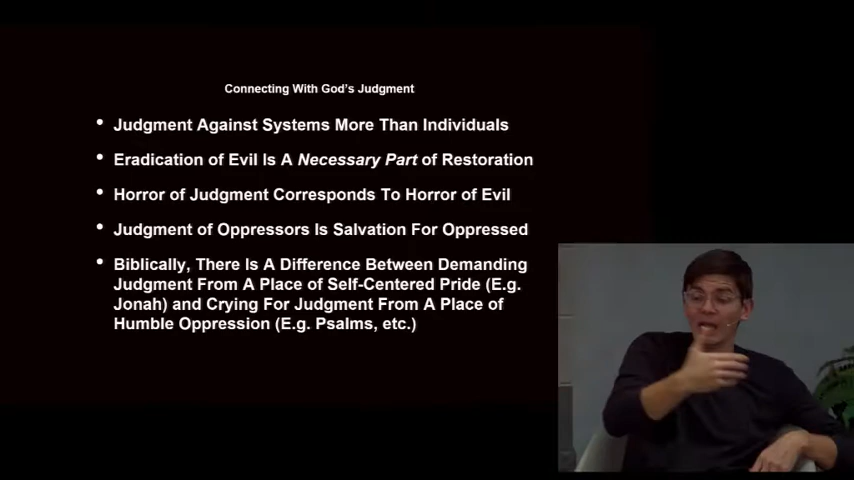 Connecting With God's Judgment
• Judgment Against Systems More Than Individuals
• Eradication of Evil Is A Necessary Part of Restoration
• Horror of Judgment Corresponds To Horror of Evil
• Judgment of Oppressors Is Salvation For Oppressed
• Biblically, There Is A Difference Between Demanding
Judgment From A Place of Self-Centered Pride (E.g.
Jonah) and Crying For Judgment From A Place of
Humble Oppression (E.g. Psalms, etc.)